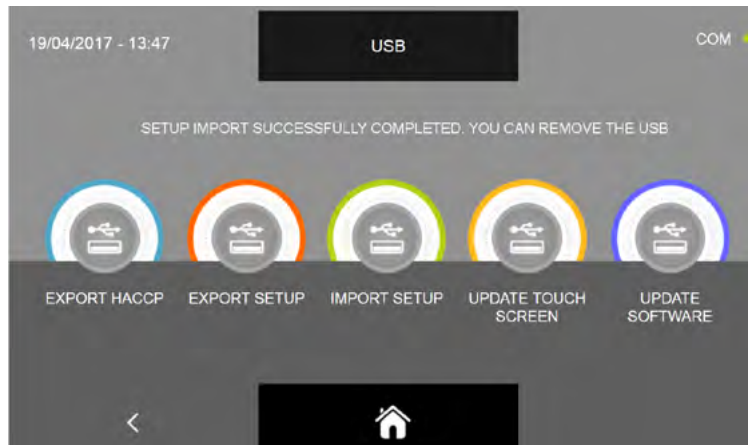 19/04/2017 - 13:47
USB
COM
SETUP IMPORT SUCCESSFULLY COMPLETED. YOU CAN REMOVE THE USB
EXPORT HACCP
EXPORT SETUP
IMPORT SETUP
UPDATE TOUCH
SCREEN
UPDATE
SOFTWARE